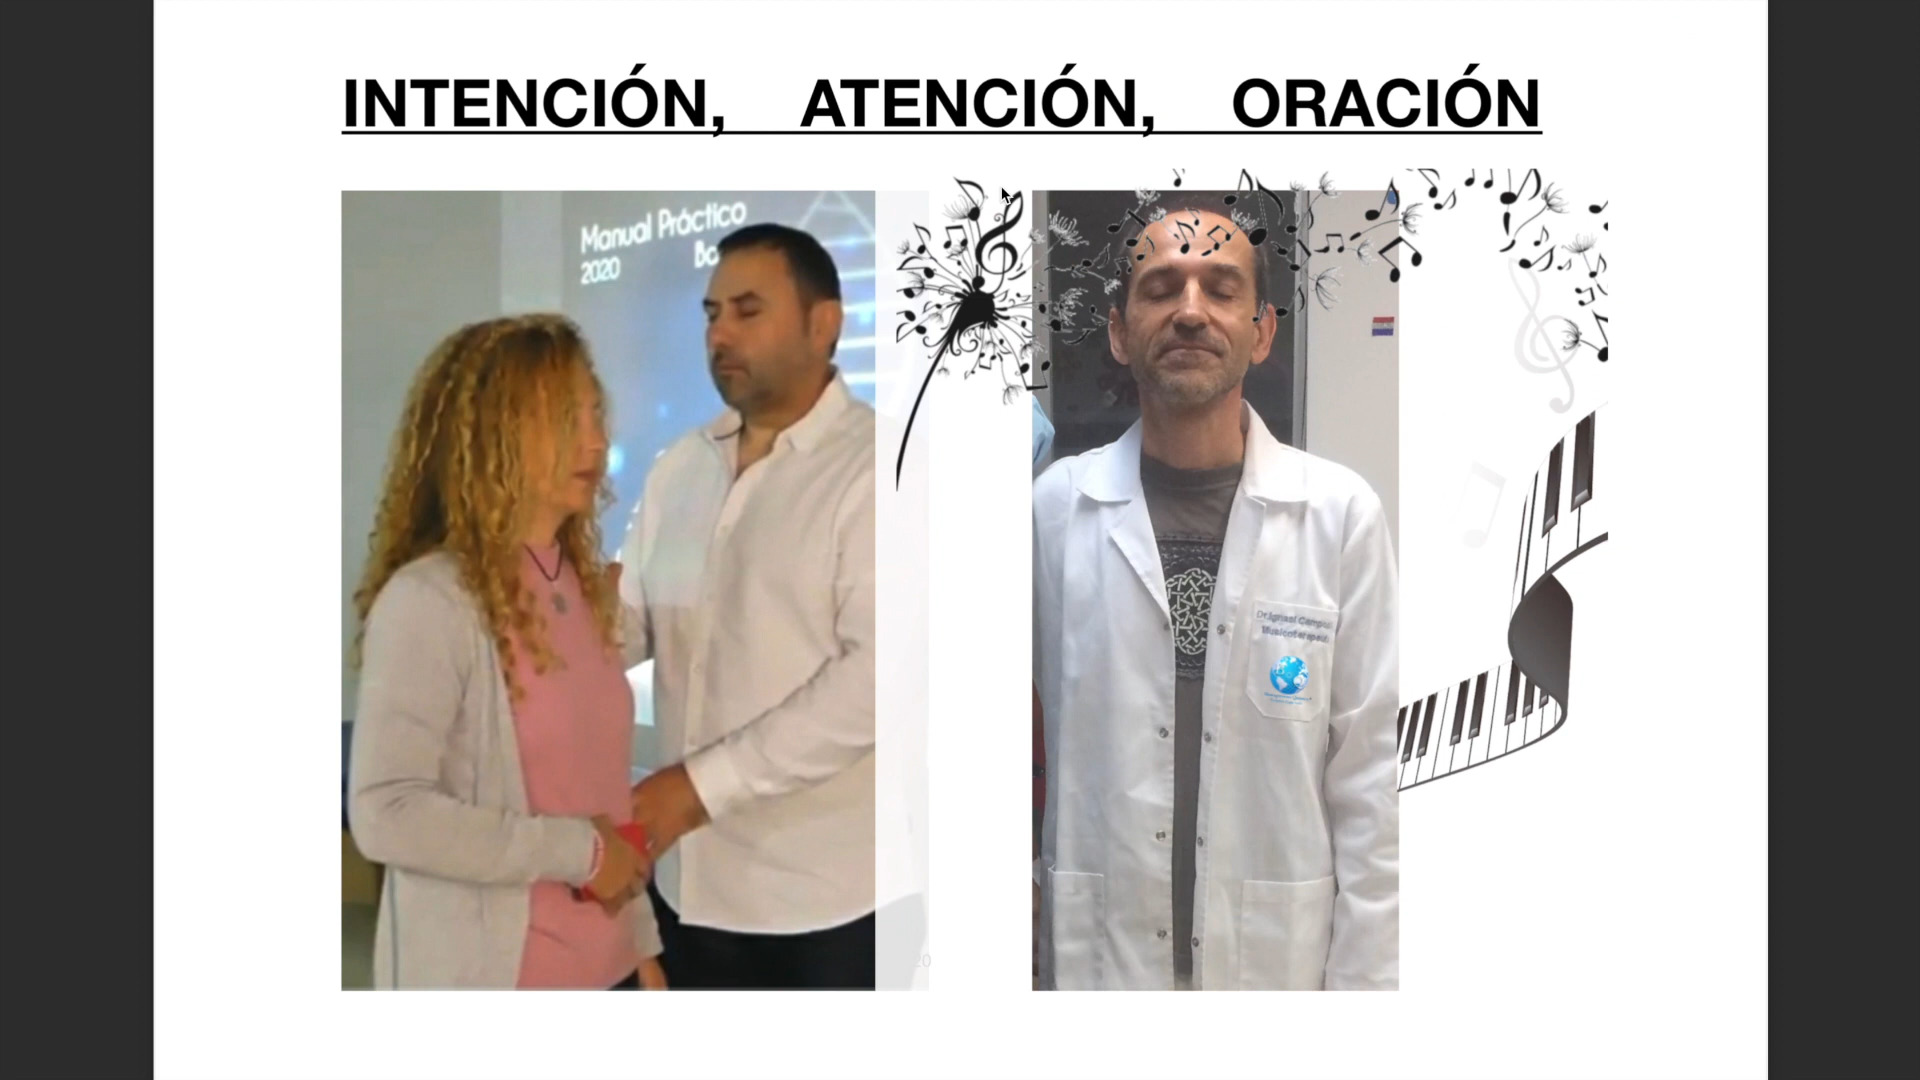 INTENCIÓN, ATENCIÓN, ORACIÓN
Manual Práctico
2020
Musicoterapeuta